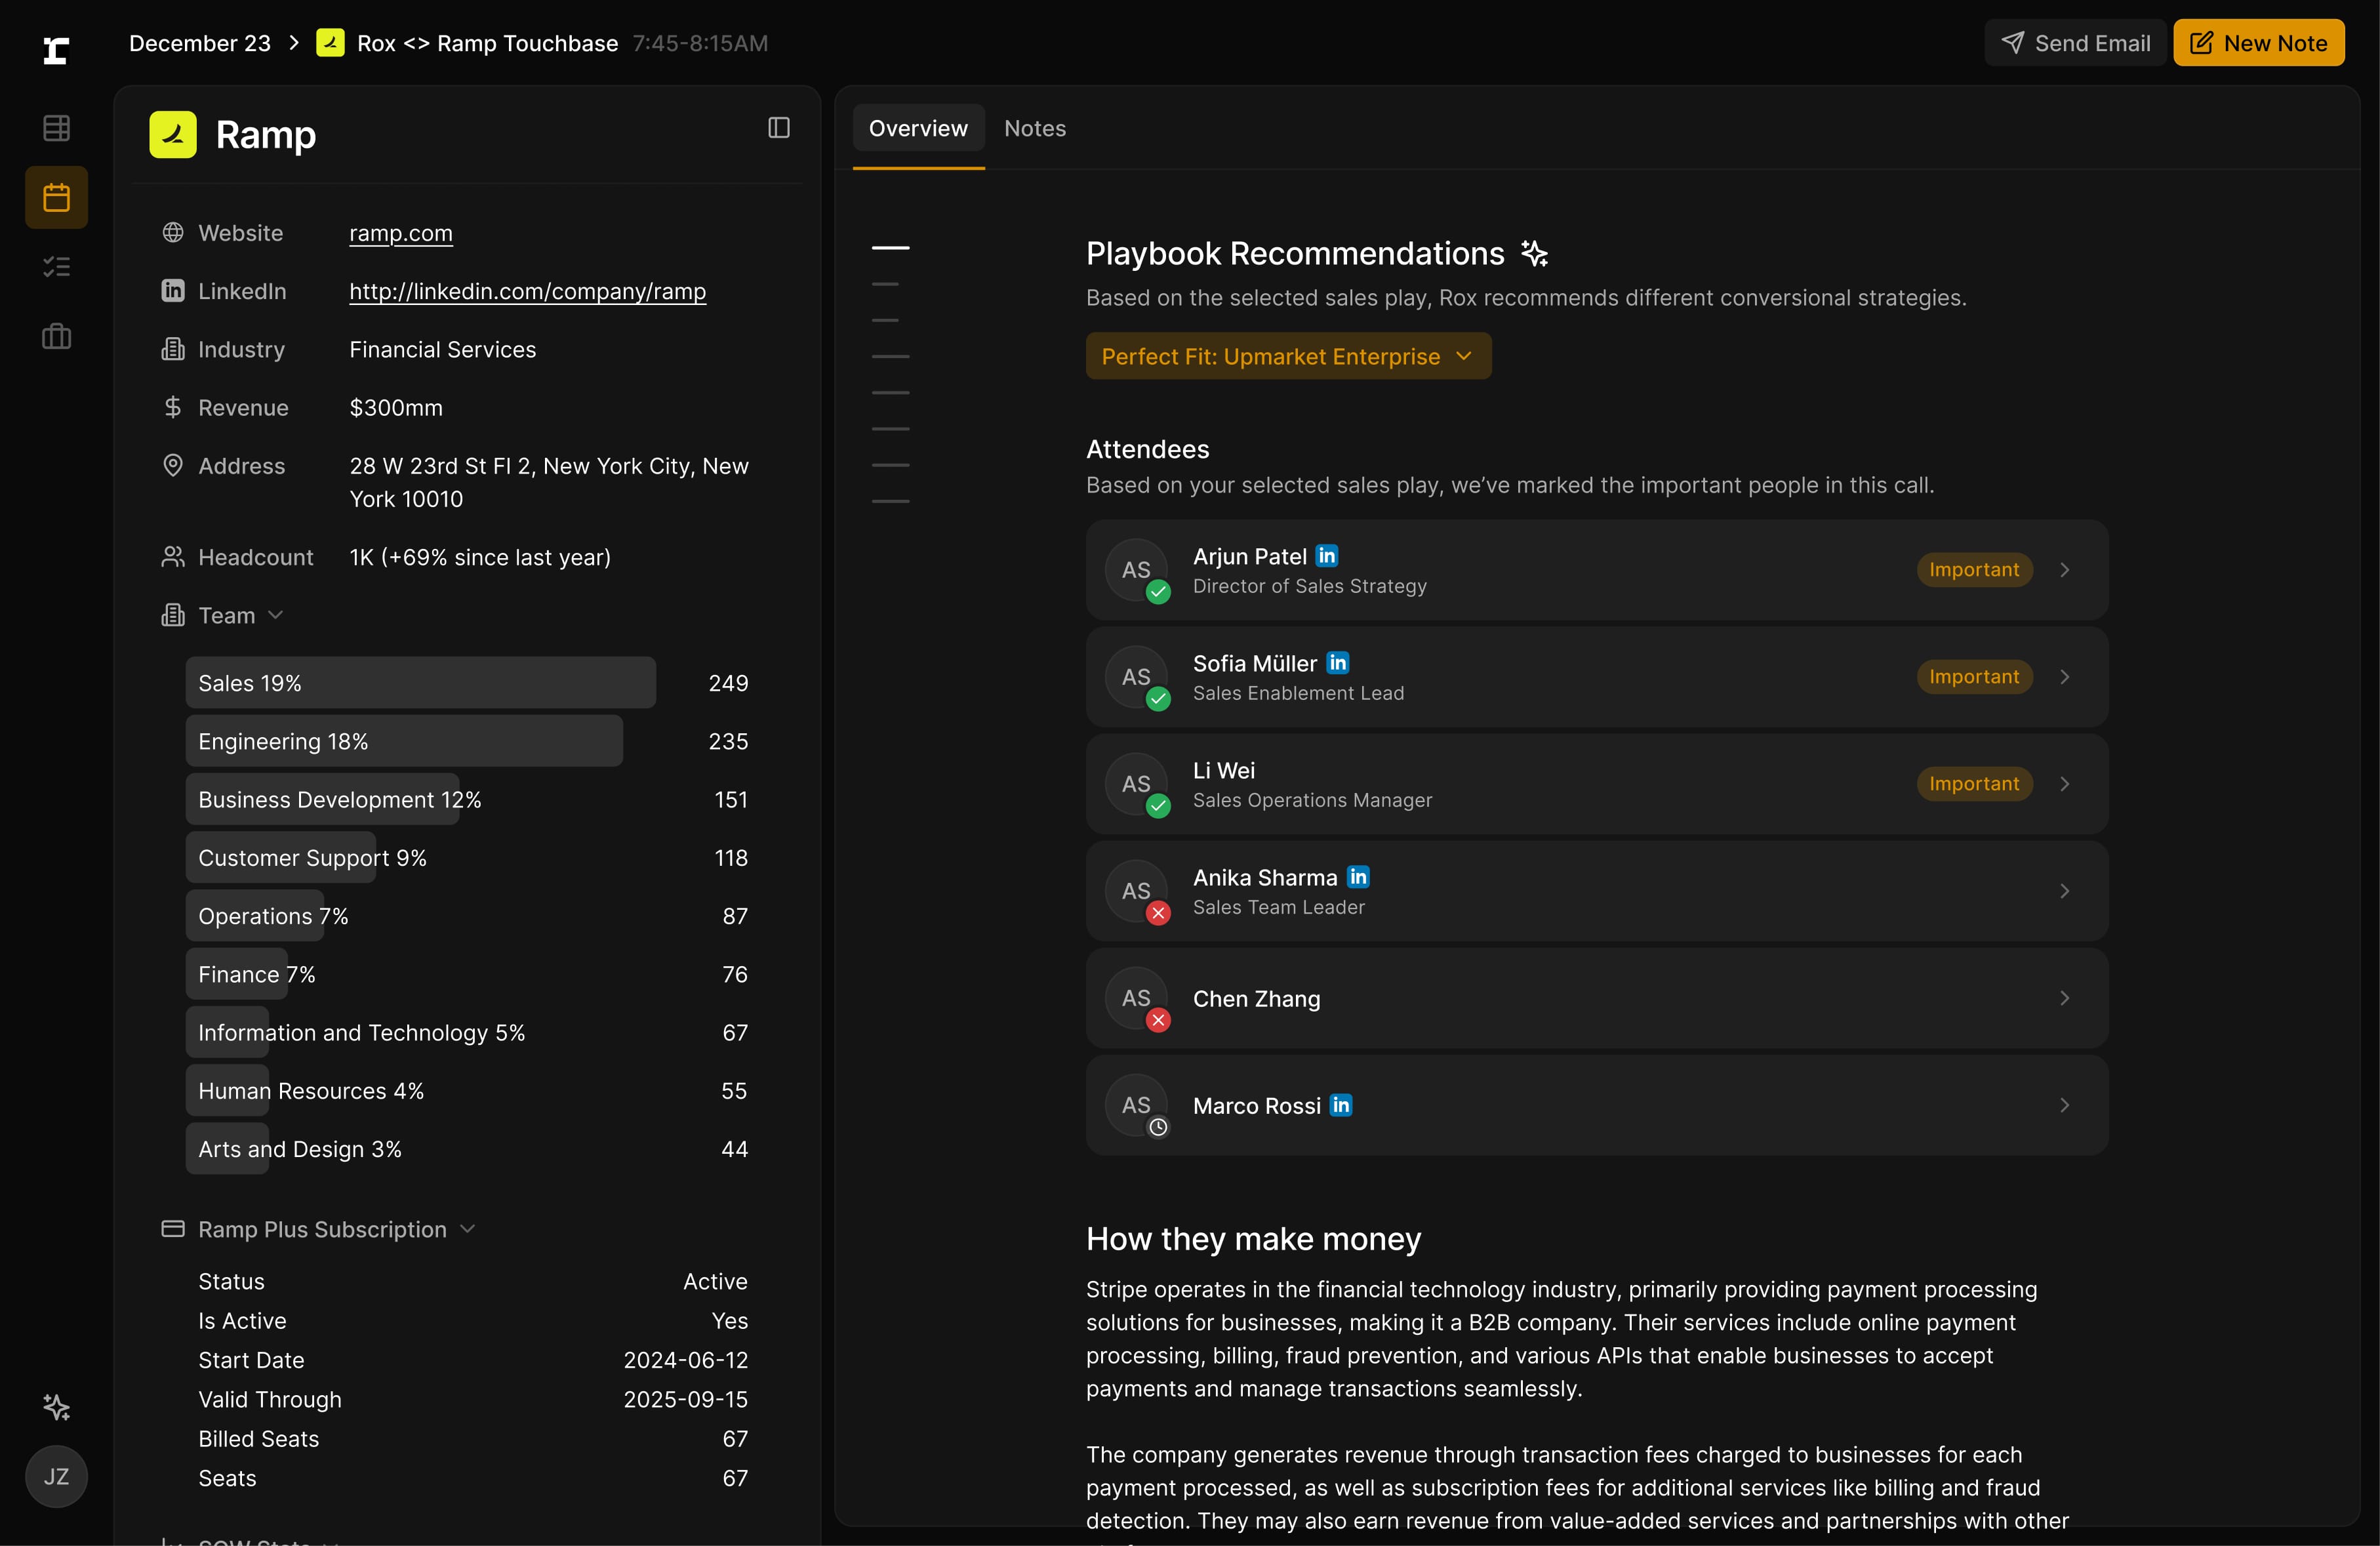 December 23
Rox <> Ramp Touchbase 7:45-8:15AM
Send Email
New Note
Ramp
Website ramp.com
LinkedIn http://linkedin.com/company/ramp
Industry Financial Services
Revenue $300mm
Address 28 W 23rd St Fl 2, New York City, New
York 10010
Headcount 1K (+69% since last year)
Team
Sales 19% 249
Engineering 18% 235
Business Development 12% 151
Customer Support 9% 118
Operations 7% 87
Finance 7% 76
Information and Technology 5% 67
Human Resources 4% 55
Arts and Design 3% 44
Ramp Plus Subscription
Status Active
Is Active Yes
Start Date 2024-06-12
Valid Through 2025-09-15
Billed Seats 67
Seats 67
JZ
Overview Notes
Playbook Recommendations
Based on the selected sales play, Rox recommends different conversional strategies.
Perfect Fit: Upmarket Enterprise
Attendees
Based on your selected sales play, we’ve marked the important people in this call.
AS
Arjun Patel in
Director of Sales Strategy
Important
AS
Sofia Müller in
Sales Enablement Lead
Important
AS
Li Wei
Sales Operations Manager
Important
AS
Anika Sharma in
Sales Team Leader
AS
Chen Zhang
AS
Marco Rossi in
How they make money
Stripe operates in the financial technology industry, primarily providing payment processing
solutions for businesses, making it a B2B company. Their services include online payment
processing, billing, fraud prevention, and various APIs that enable businesses to accept
payments and manage transactions seamlessly.
The company generates revenue through transaction fees charged to businesses for each
payment processed, as well as subscription fees for additional services like billing and fraud
detection. They may also earn revenue from value-added services and partnerships with other